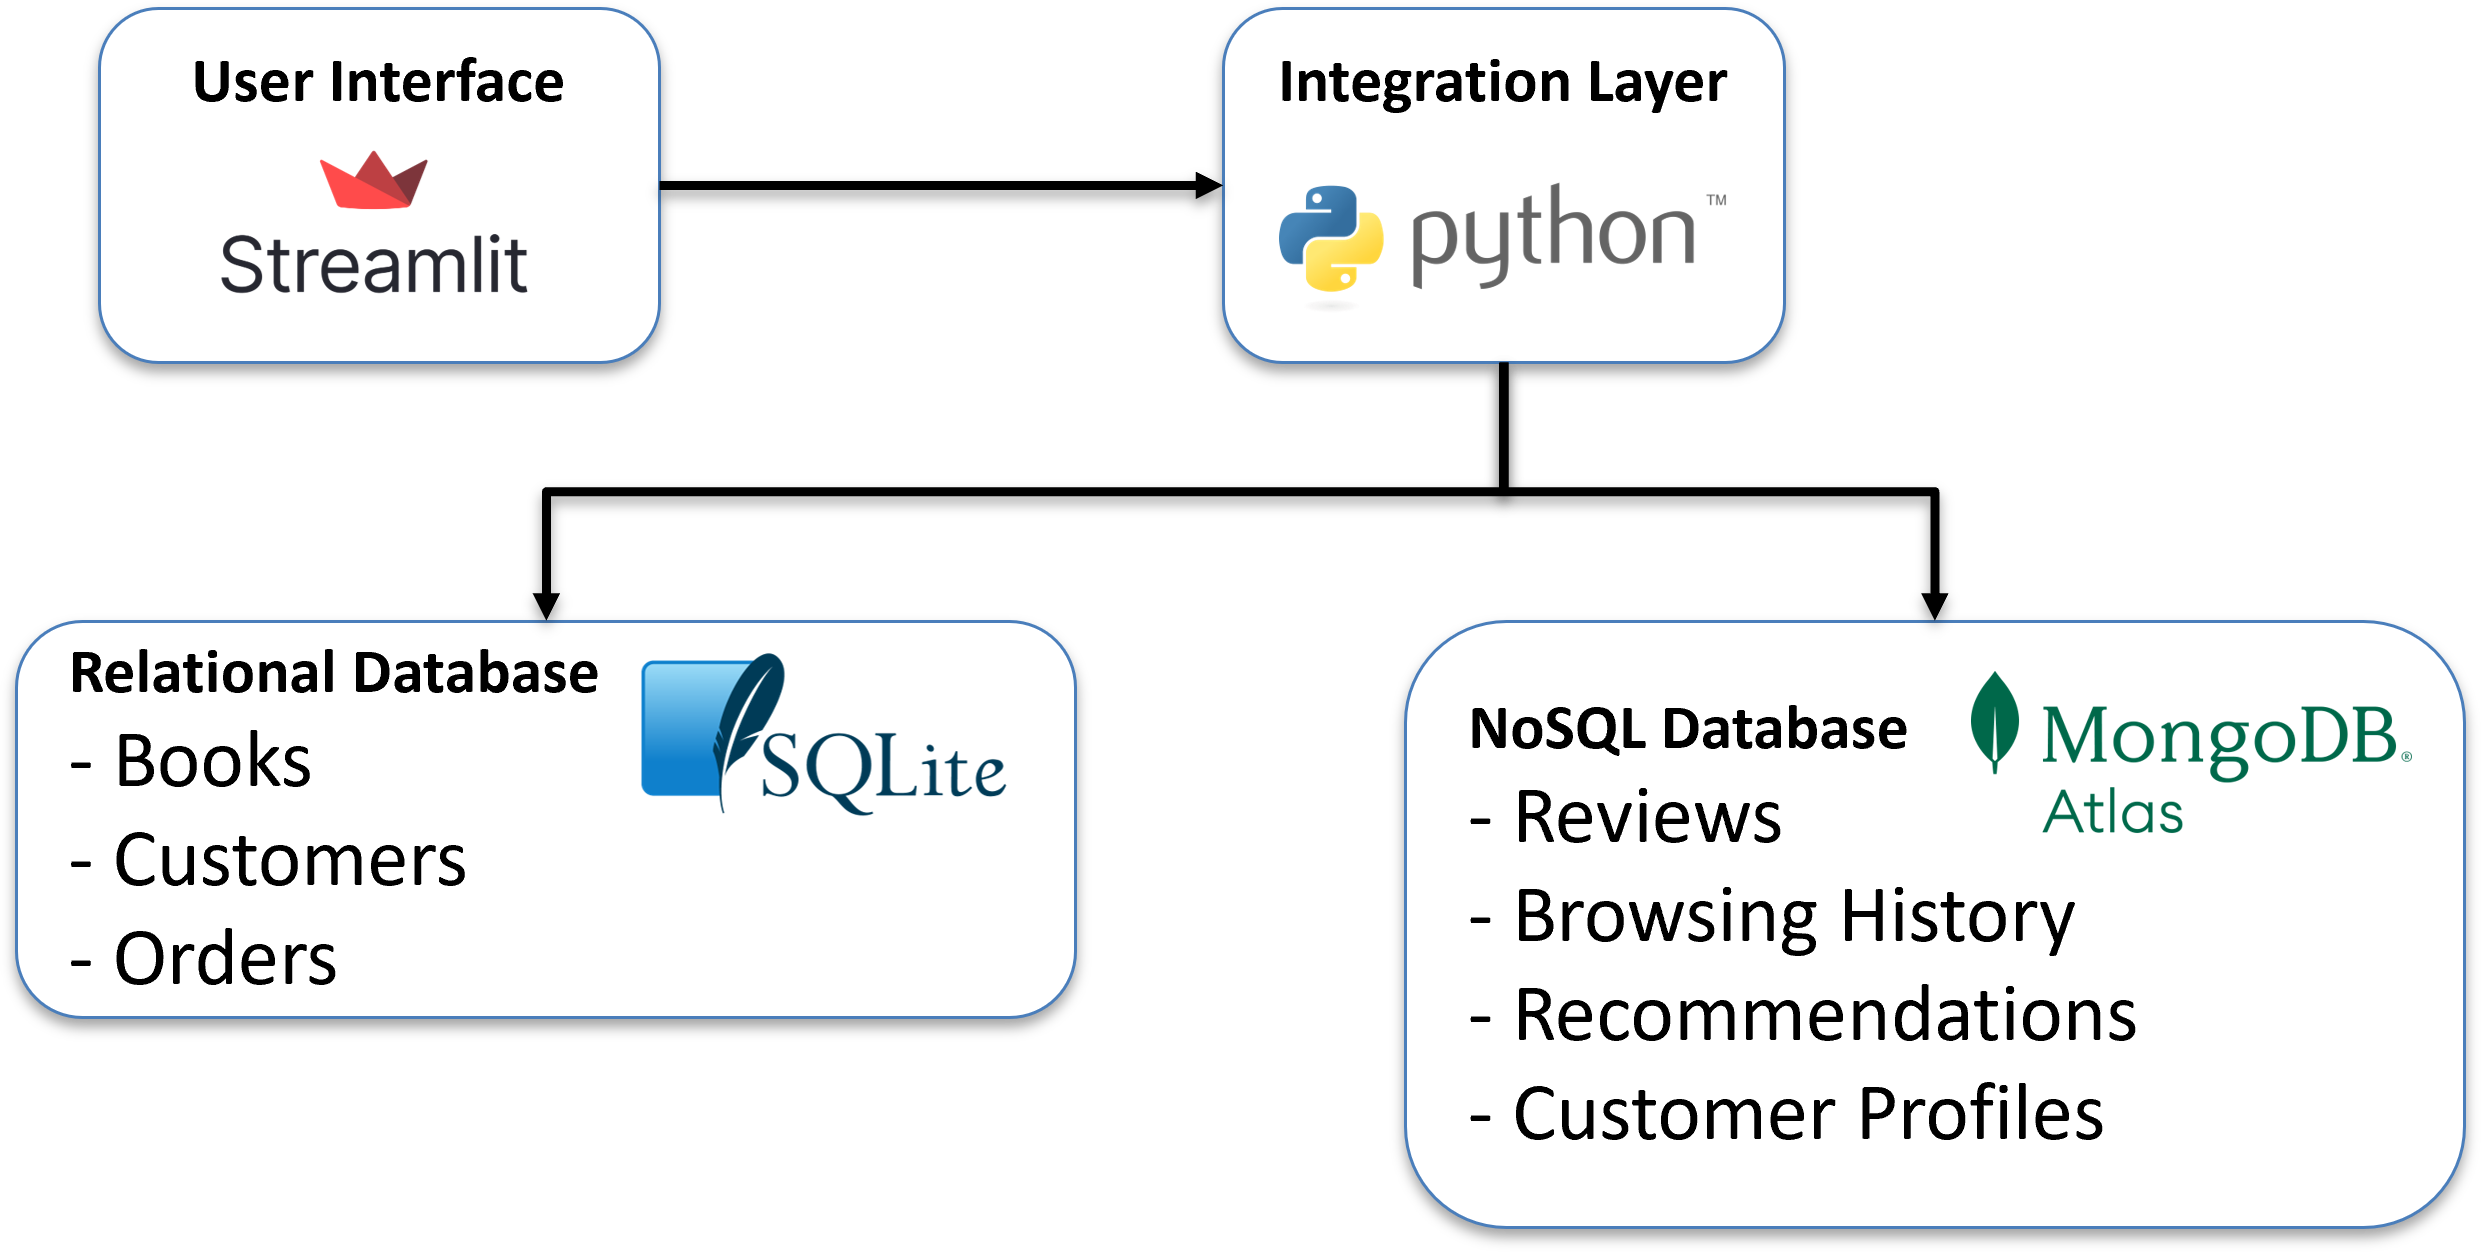 User Interface
Streamlit
Integration Layer
python™
Relational Database
- Books
- Customers
- Orders
SQLite
NoSQL Database
- Reviews
- Browsing History
- Recommendations
- Customer Profiles
MongoDB®
Atlas